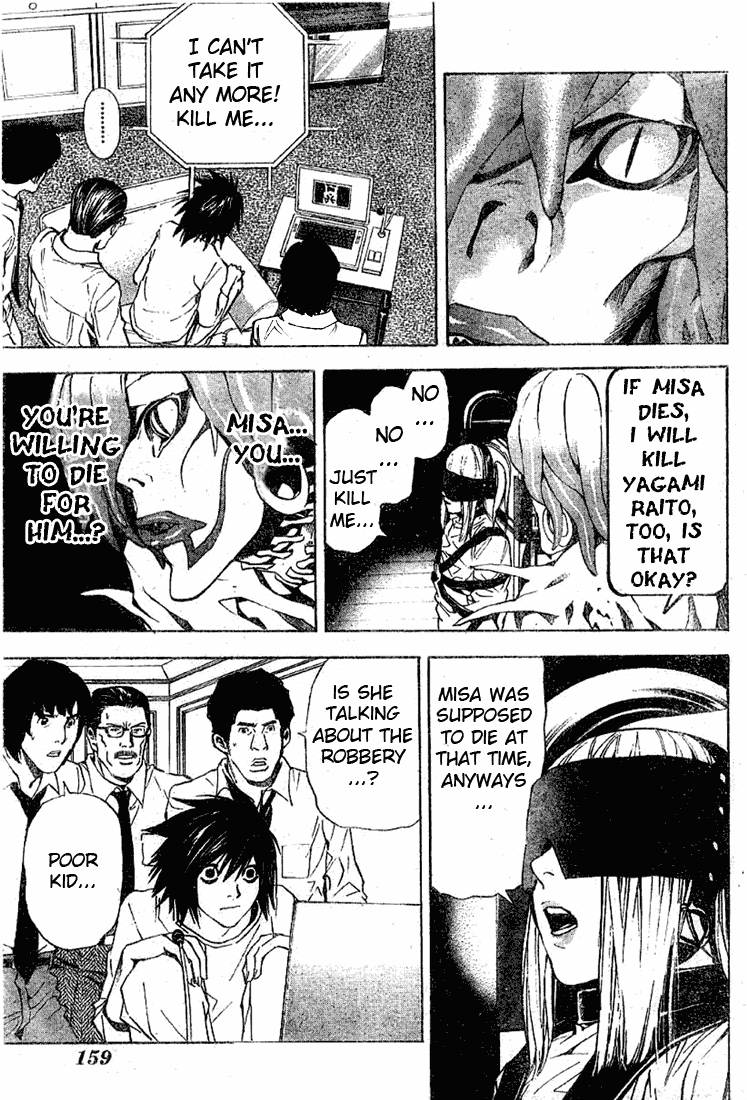 IF MISA
DIES,
I WILL
KILL
YAGAMI
RAITO,
TOO, IS
THAT
OKAY?
I CAN'T
TAKE IT
ANY MORE!
KILL ME...
.........
NO
...
NO
...
JUST
KILL
ME...
MISA...
YOU...
YOU'RE
WILLING
TO DIE
FOR
HIM...?
MISA WAS
SUPPOSED
TO DIE AT
THAT TIME,
ANYWAYS
...
IS SHE
TALKING
ABOUT THE
ROBBERY
...?
POOR
KID...
159